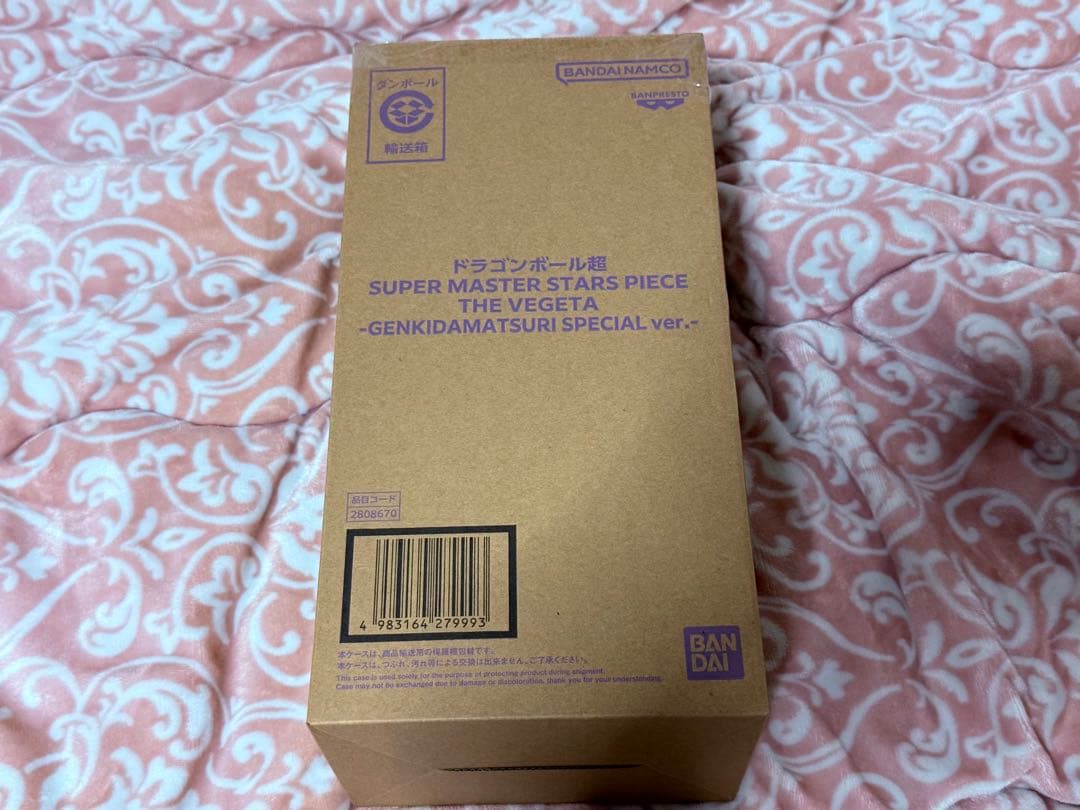 ダンボール
輸送箱
BANDAI NAMCO
BANPRESTO
ドラゴンボール超
SUPER MASTER STARS PIECE
THE VEGETA
-GENKIDAMATSURI SPECIAL ver.-
品目コード
2808670
4 983164 279993
本ケースは、商品輸送用の保護梱包材です。
本ケースは、つぶれ、汚れ等による交換は出来ません。ご了承ください。
This case is used solely for the purpose of protecting product during shipment.
Case may not be exchanged due to damage or discoloration. thank you for your understanding.
BAN
DAI